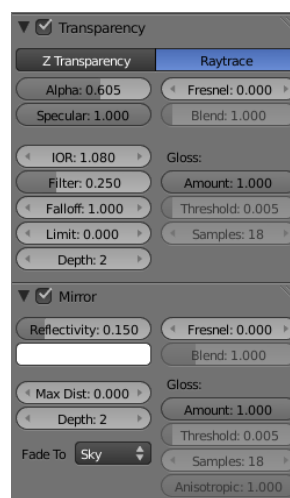 Transparency
Z Transparency Raytrace
Alpha: 0.605 Fresnel: 0.000
Specular: 1.000 Blend: 1.000
IOR: 1.080 Gloss:
Filter: 0.250 Amount: 1.000
Falloff: 1.000 Threshold: 0.005
Limit: 0.000 Samples: 18
Depth: 2
Mirror
Reflectivity: 0.150 Fresnel: 0.000
Blend: 1.000
Max Dist: 0.000 Gloss:
Depth: 2 Amount: 1.000
Threshold: 0.005
Fade To Sky Samples: 18
Anisotropic: 1.000